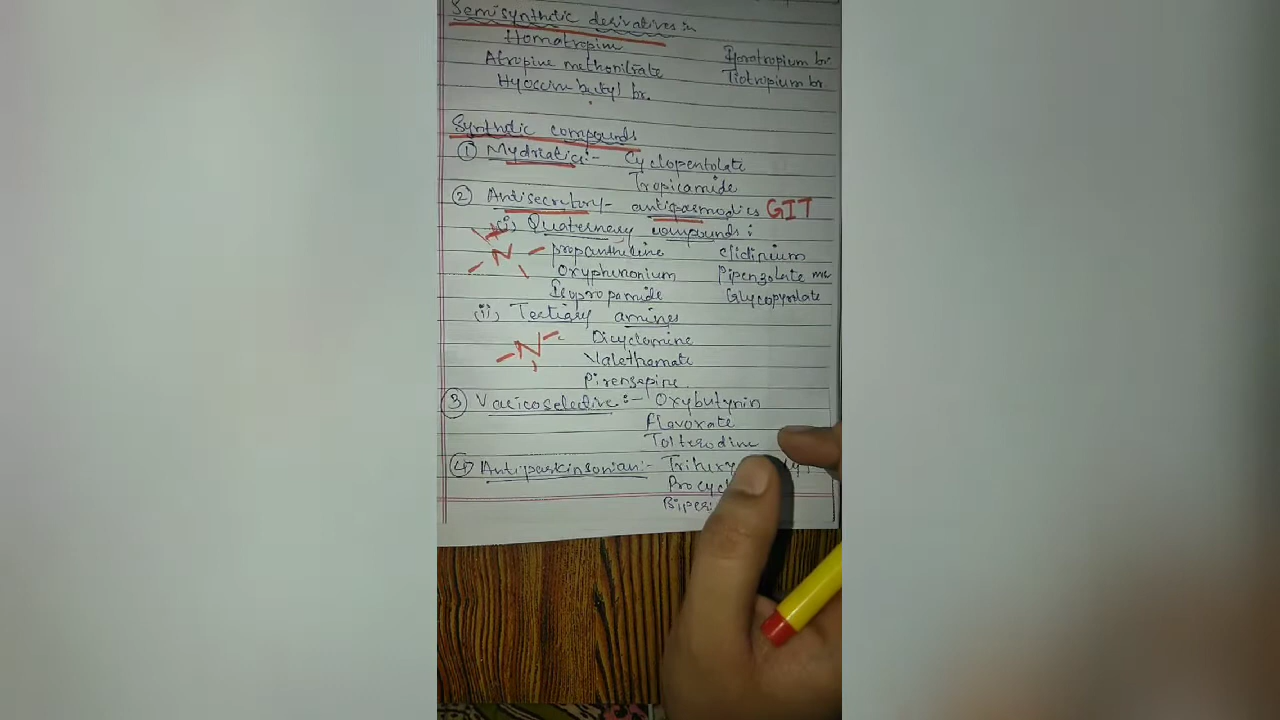 Semisynthetic derivatives:
Homatropine
Ipratropium br.
Atropine methonitrate
Tiotropium br
Hyoscine butyl br.
Synthetic compounds
① Mydriatics:- Cyclopentolate
Tropicamide
② Antisecretory- antispasmodics GIT
(i) Quaternary compounds:
N propantheline clidinium
Oxyphenonium Pipenzolate
Isopropamide Glycopyrolate
(ii) Tertiary amines
N Dicyclomine
Valethamate
Pirenzepine
③ Vasicoselective:- Oxybutynin
Flavoxate
Tolterodine
④ Antiparkinsonian:-